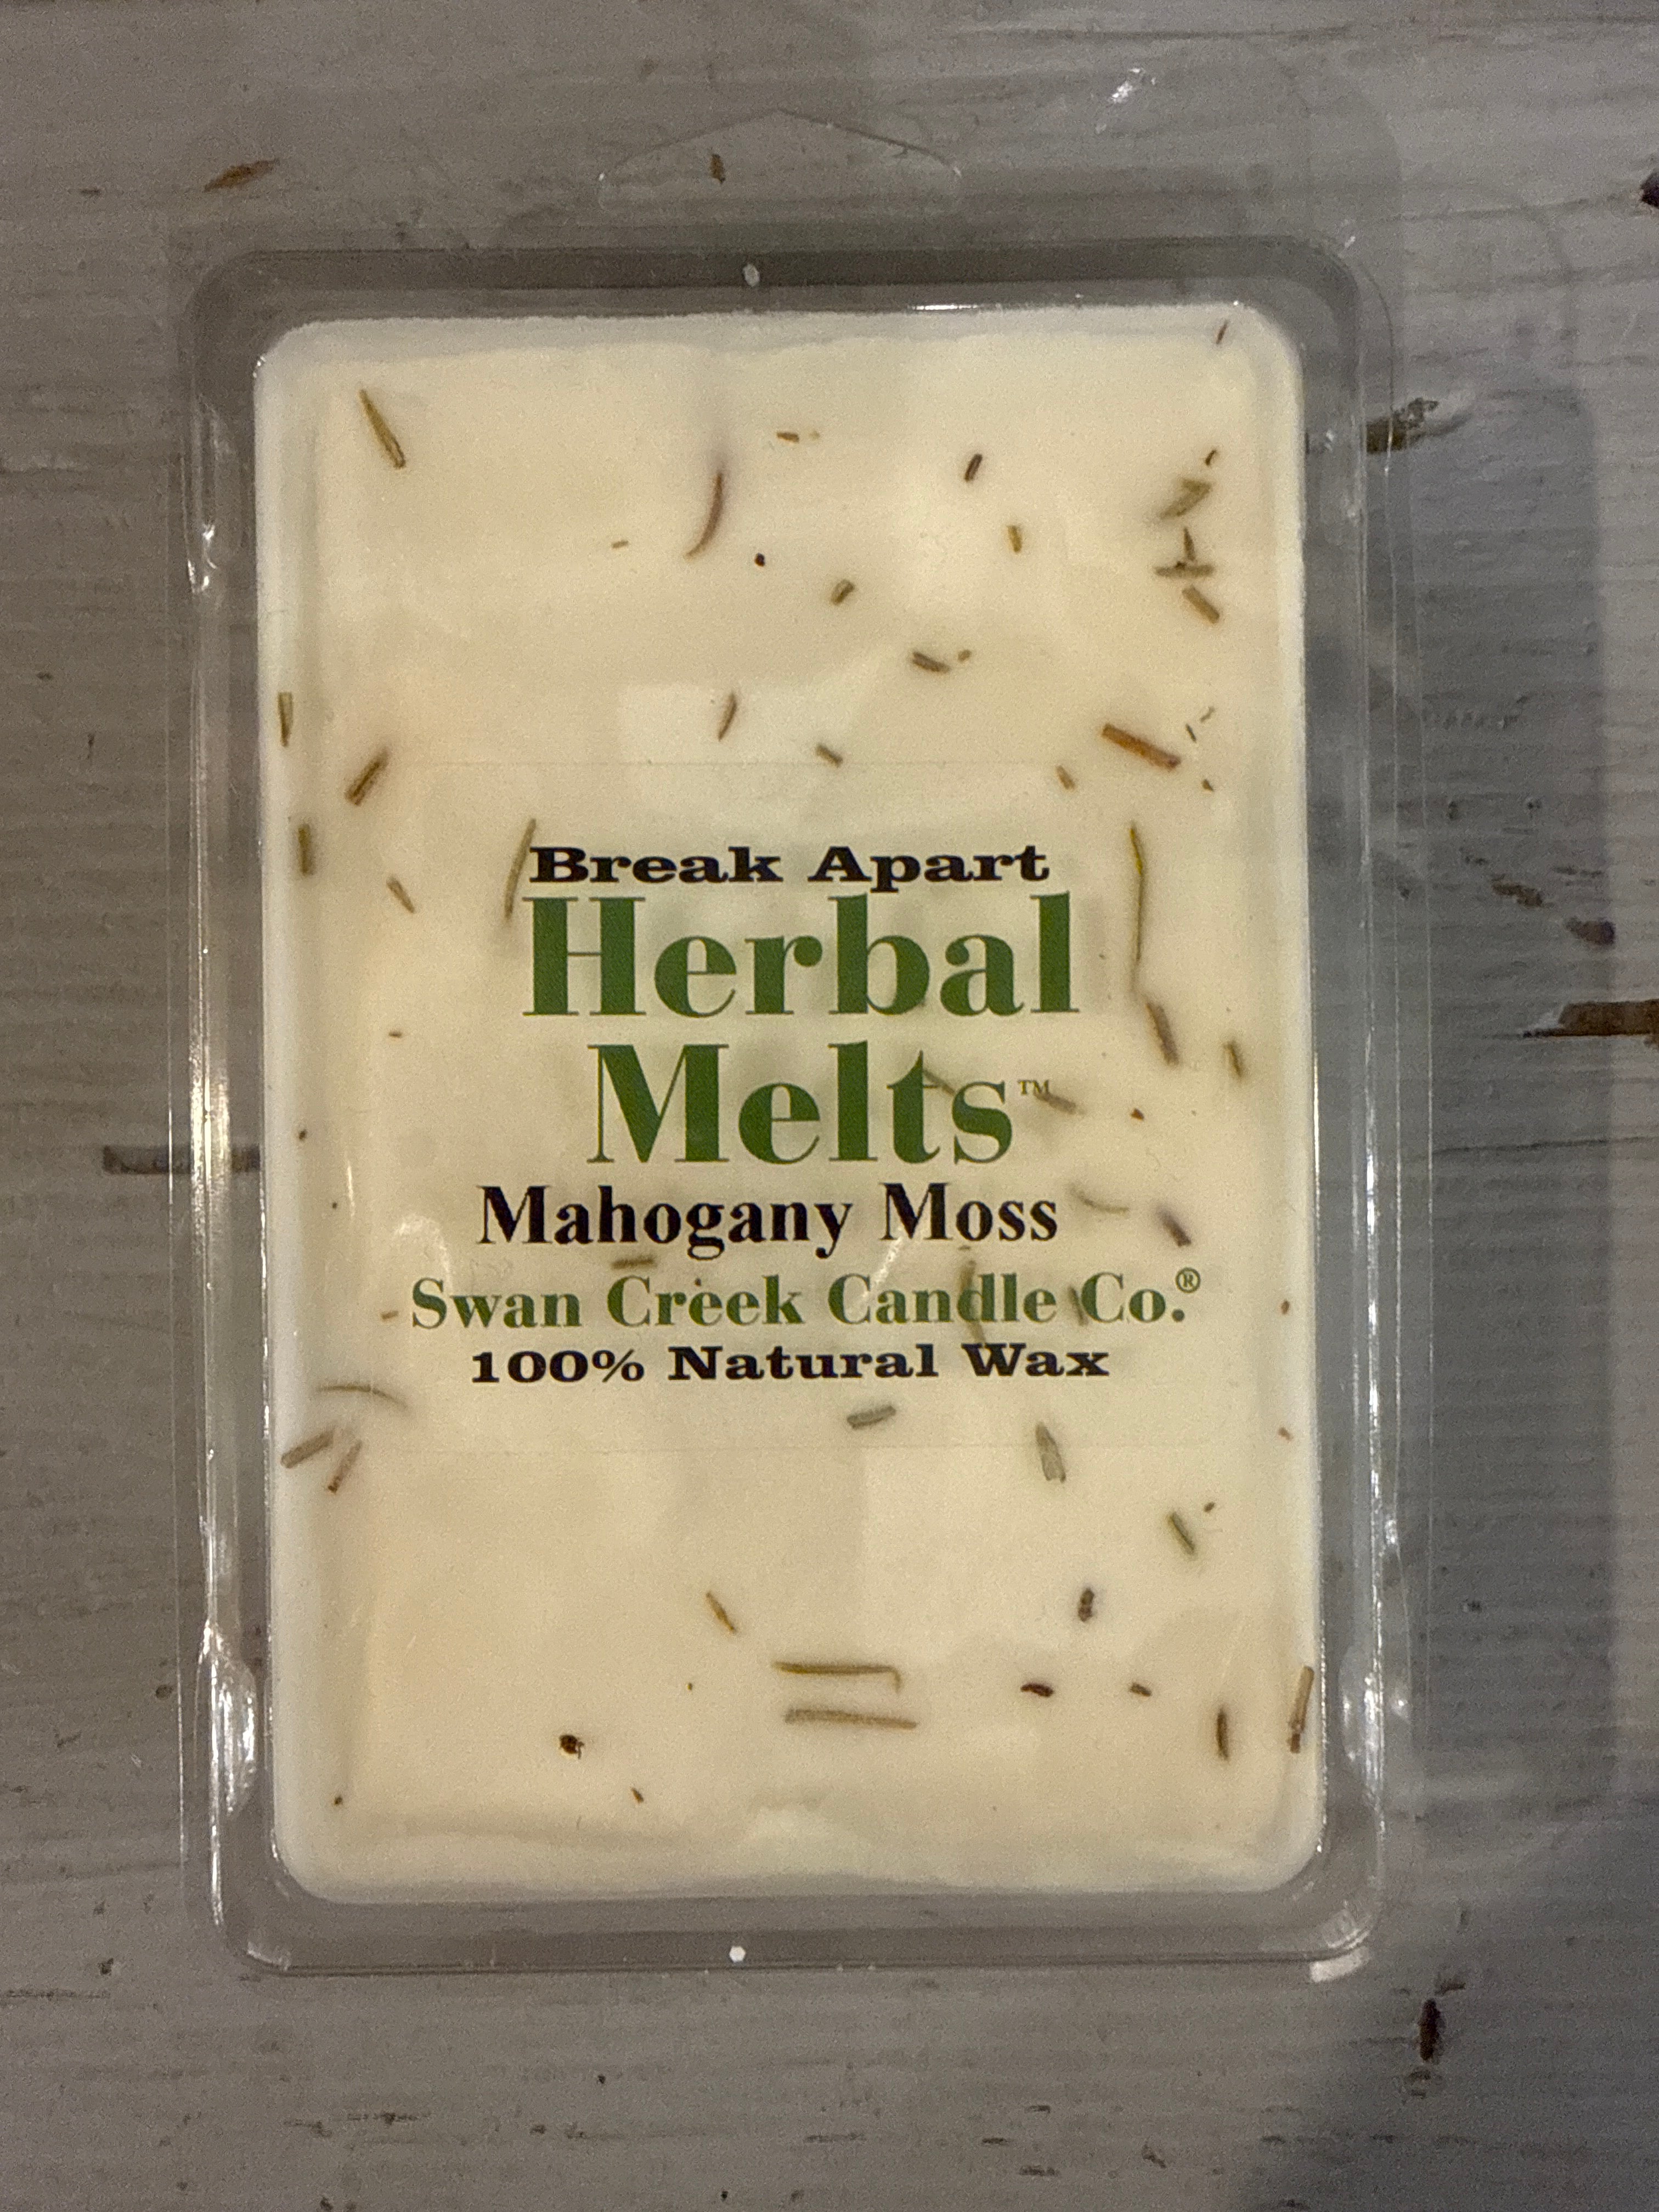 Break Apart
Herbal
Melts™
Mahogany Moss
Swan Creek Candle Co.®
100% Natural Wax